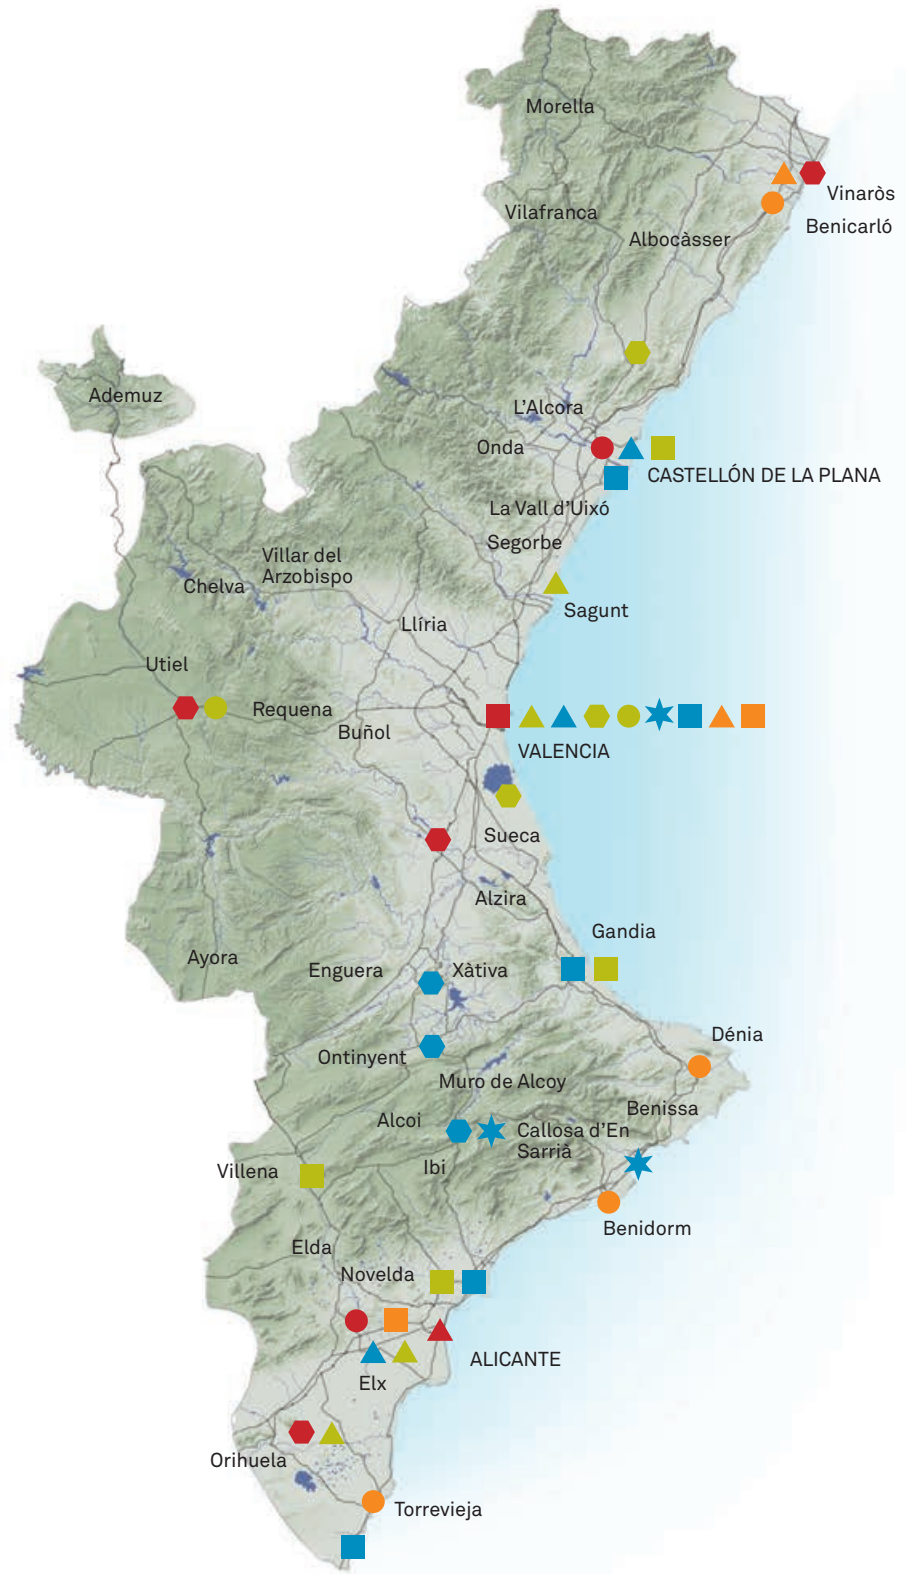 Morella
Vinaròs
Vilafranca
Benicarló
Albocàsser
Ademuz
L'Alcora
Onda
CASTELLÓN DE LA PLANA
La Vall d'Uixó
Segorbe
Villar del
Arzobispo
Chelva
Sagunt
Llíria
Utiel
Requena
Buñol
VALENCIA
Sueca
Alzira
Gandia
Ayora
Enguera
Xàtiva
Dénia
Ontinyent
Muro de Alcoy
Benissa
Alcoi
Callosa d'En
Sarrià
Ibi
Villena
Benidorm
Elda
Novelda
ALICANTE
Elx
Orihuela
Torrevieja